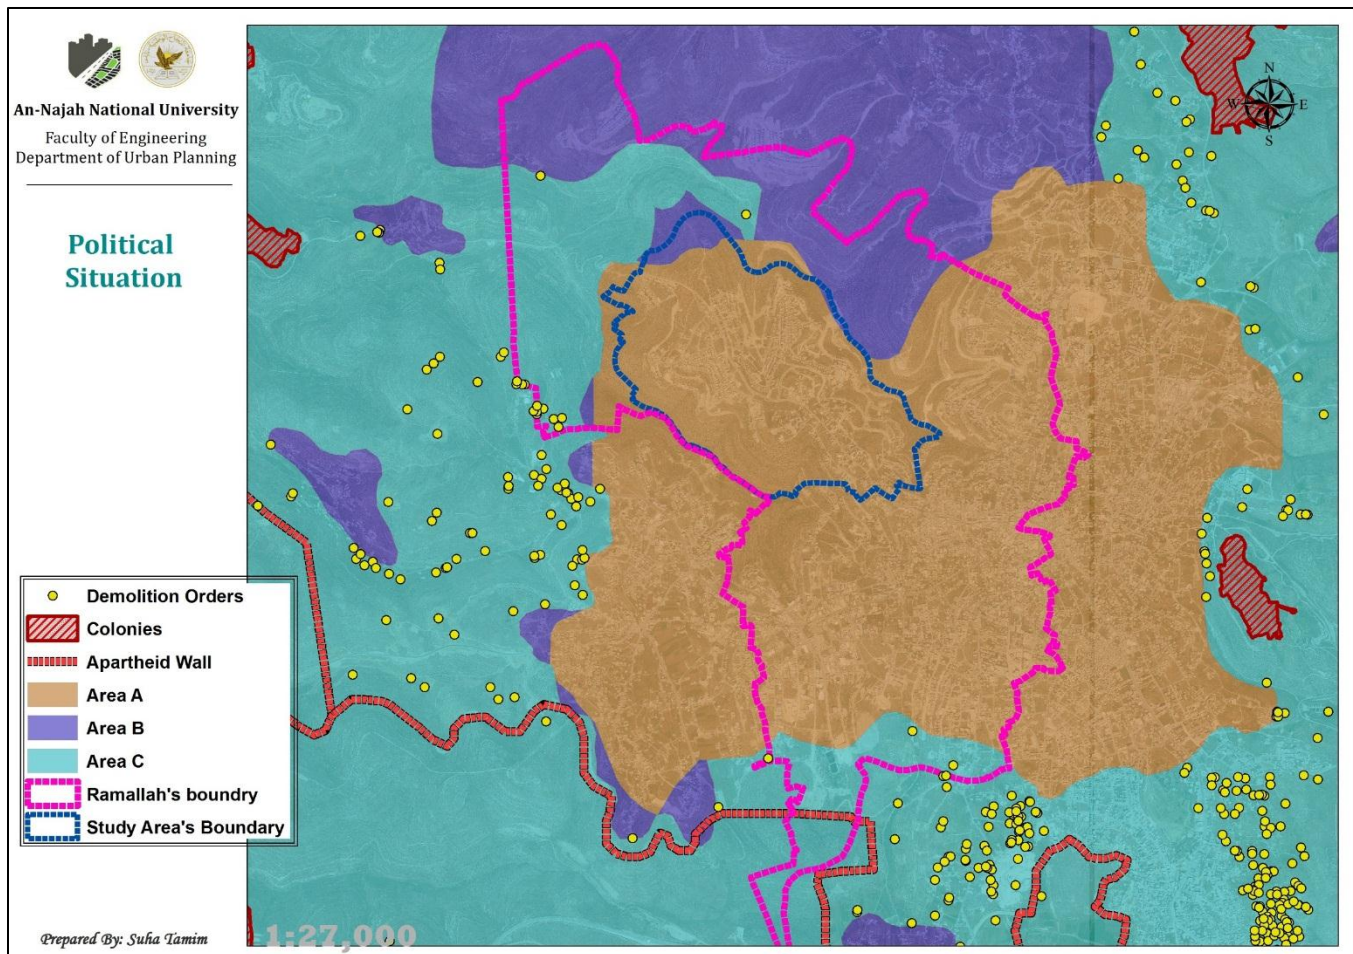 An-Najah National University
Faculty of Engineering
Department of Urban Planning
Political
Situation
N
W
E
S
Demolition Orders
Colonies
Apartheid Wall
Area A
Area B
Area C
Ramallah's boundry
Study Area's Boundary
Prepared By: Suha Tamim
1:27,000